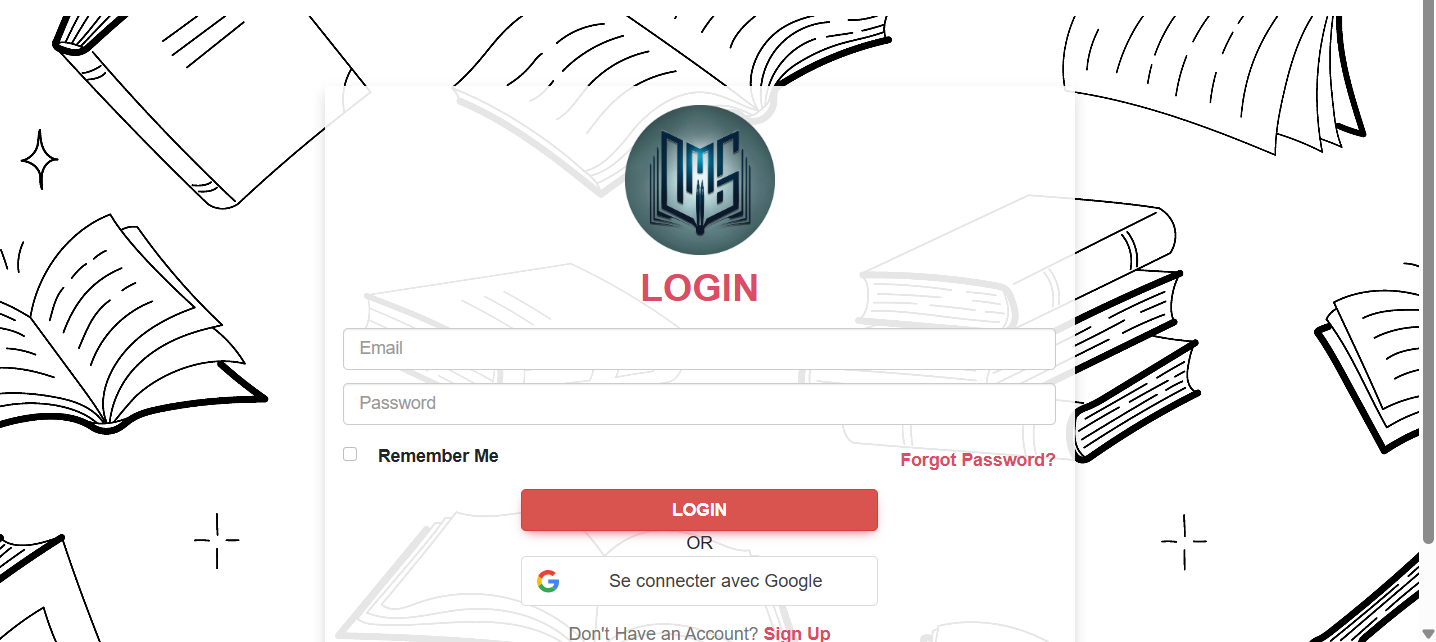 LMS
LOGIN
Email
Password
Remember Me
Forgot Password?
LOGIN
OR
Se connecter avec Google
Don't Have an Account? Sign Up